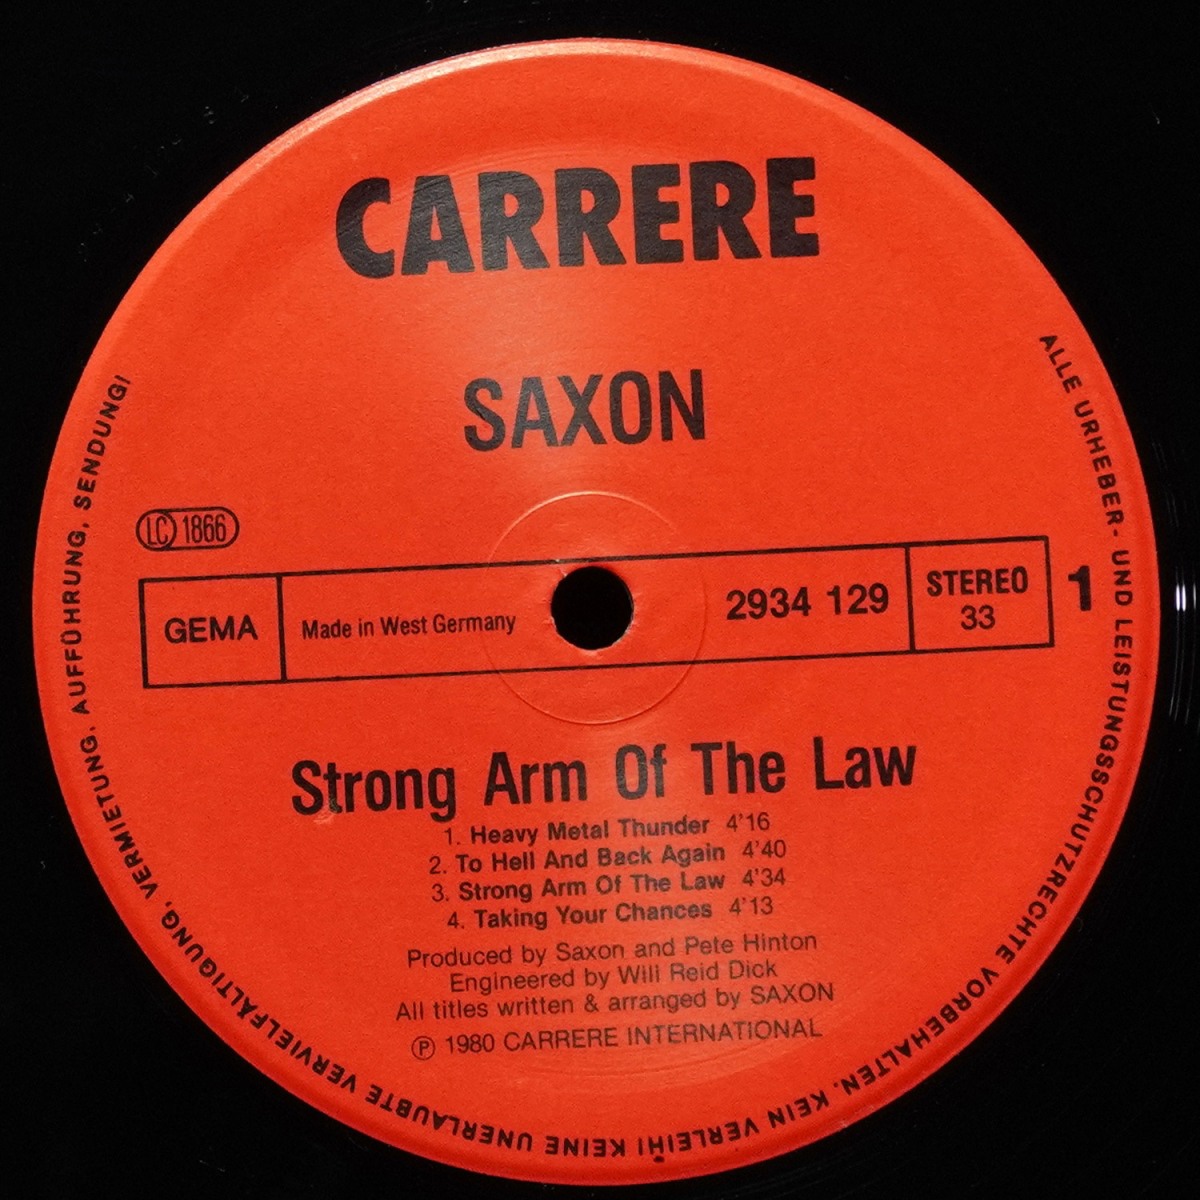 CARRERE
SAXON
LC 1866
GEMA
Made in West Germany
2934 129
STEREO
33
1
Strong Arm Of The Law
1. Heavy Metal Thunder 4'16
2. To Hell And Back Again 4'40
3. Strong Arm Of The Law 4'34
4. Taking Your Chances 4'13
Produced by Saxon and Pete Hinton
Engineered by Will Reid Dick
All titles written & arranged by SAXON
Ⓟ 1980 CARRERE INTERNATIONAL
ALLE URHEBER- UND LEISTUNGSSCHUTZRECHTE VORBEHALTEN. KEIN VERLEIH! KEINE UNERLAUBTE VERVIELFÄLTIGUNG, VERMIETUNG, AUFFÜHRUNG, SENDUNG!